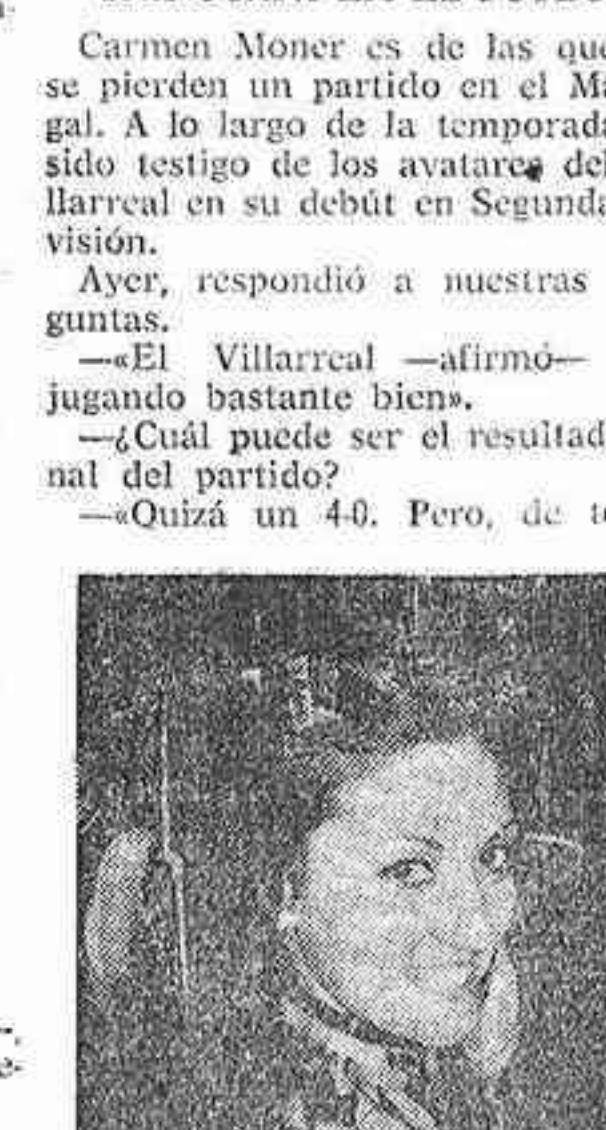 Carmen Moner es de las que
se pierden un partido en el Ma
gal. A lo largo de la temporada
sido testigo de los avatares del
llarreal en su debút en Segunda
visión.
Ayer, respondió a nuestras
guntas.
—«El Villarreal —afirmó—
jugando bastante bien».
—¿Cuál puede ser el resultad
nal del partido?
—«Quizá un 4-0. Pero, de to